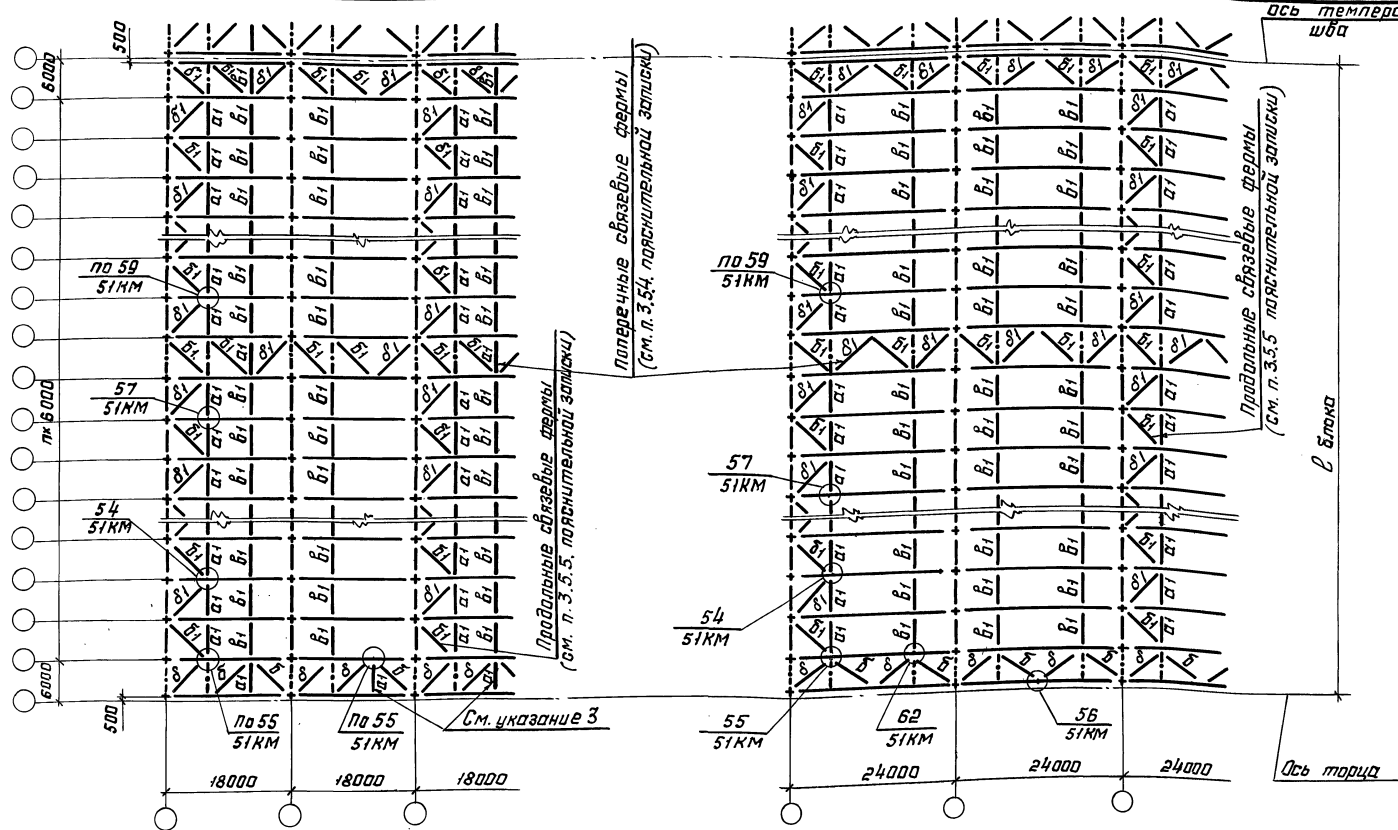 ось темпера
шва
500
6000
Поперечные связевые фермы
(см. п. 3.5.4. пояснительной записки)
Продольные связевые фермы
(см. п. 3.5.5 пояснительной записки)
по 59
51КМ
по 59
51КМ
n×6000
57
51КМ
57
51КМ
Продольные связевые фермы
(см. п. 3.5.5. пояснительной записки)
ℓ блока
54
51КМ
54
51КМ
б1
а1
в1
б
6000
500
по 55
51КМ
по 55
51КМ
См. указание 3
55
51КМ
62
51КМ
56
51КМ
18000
18000
18000
24000
24000
24000
Ось торца